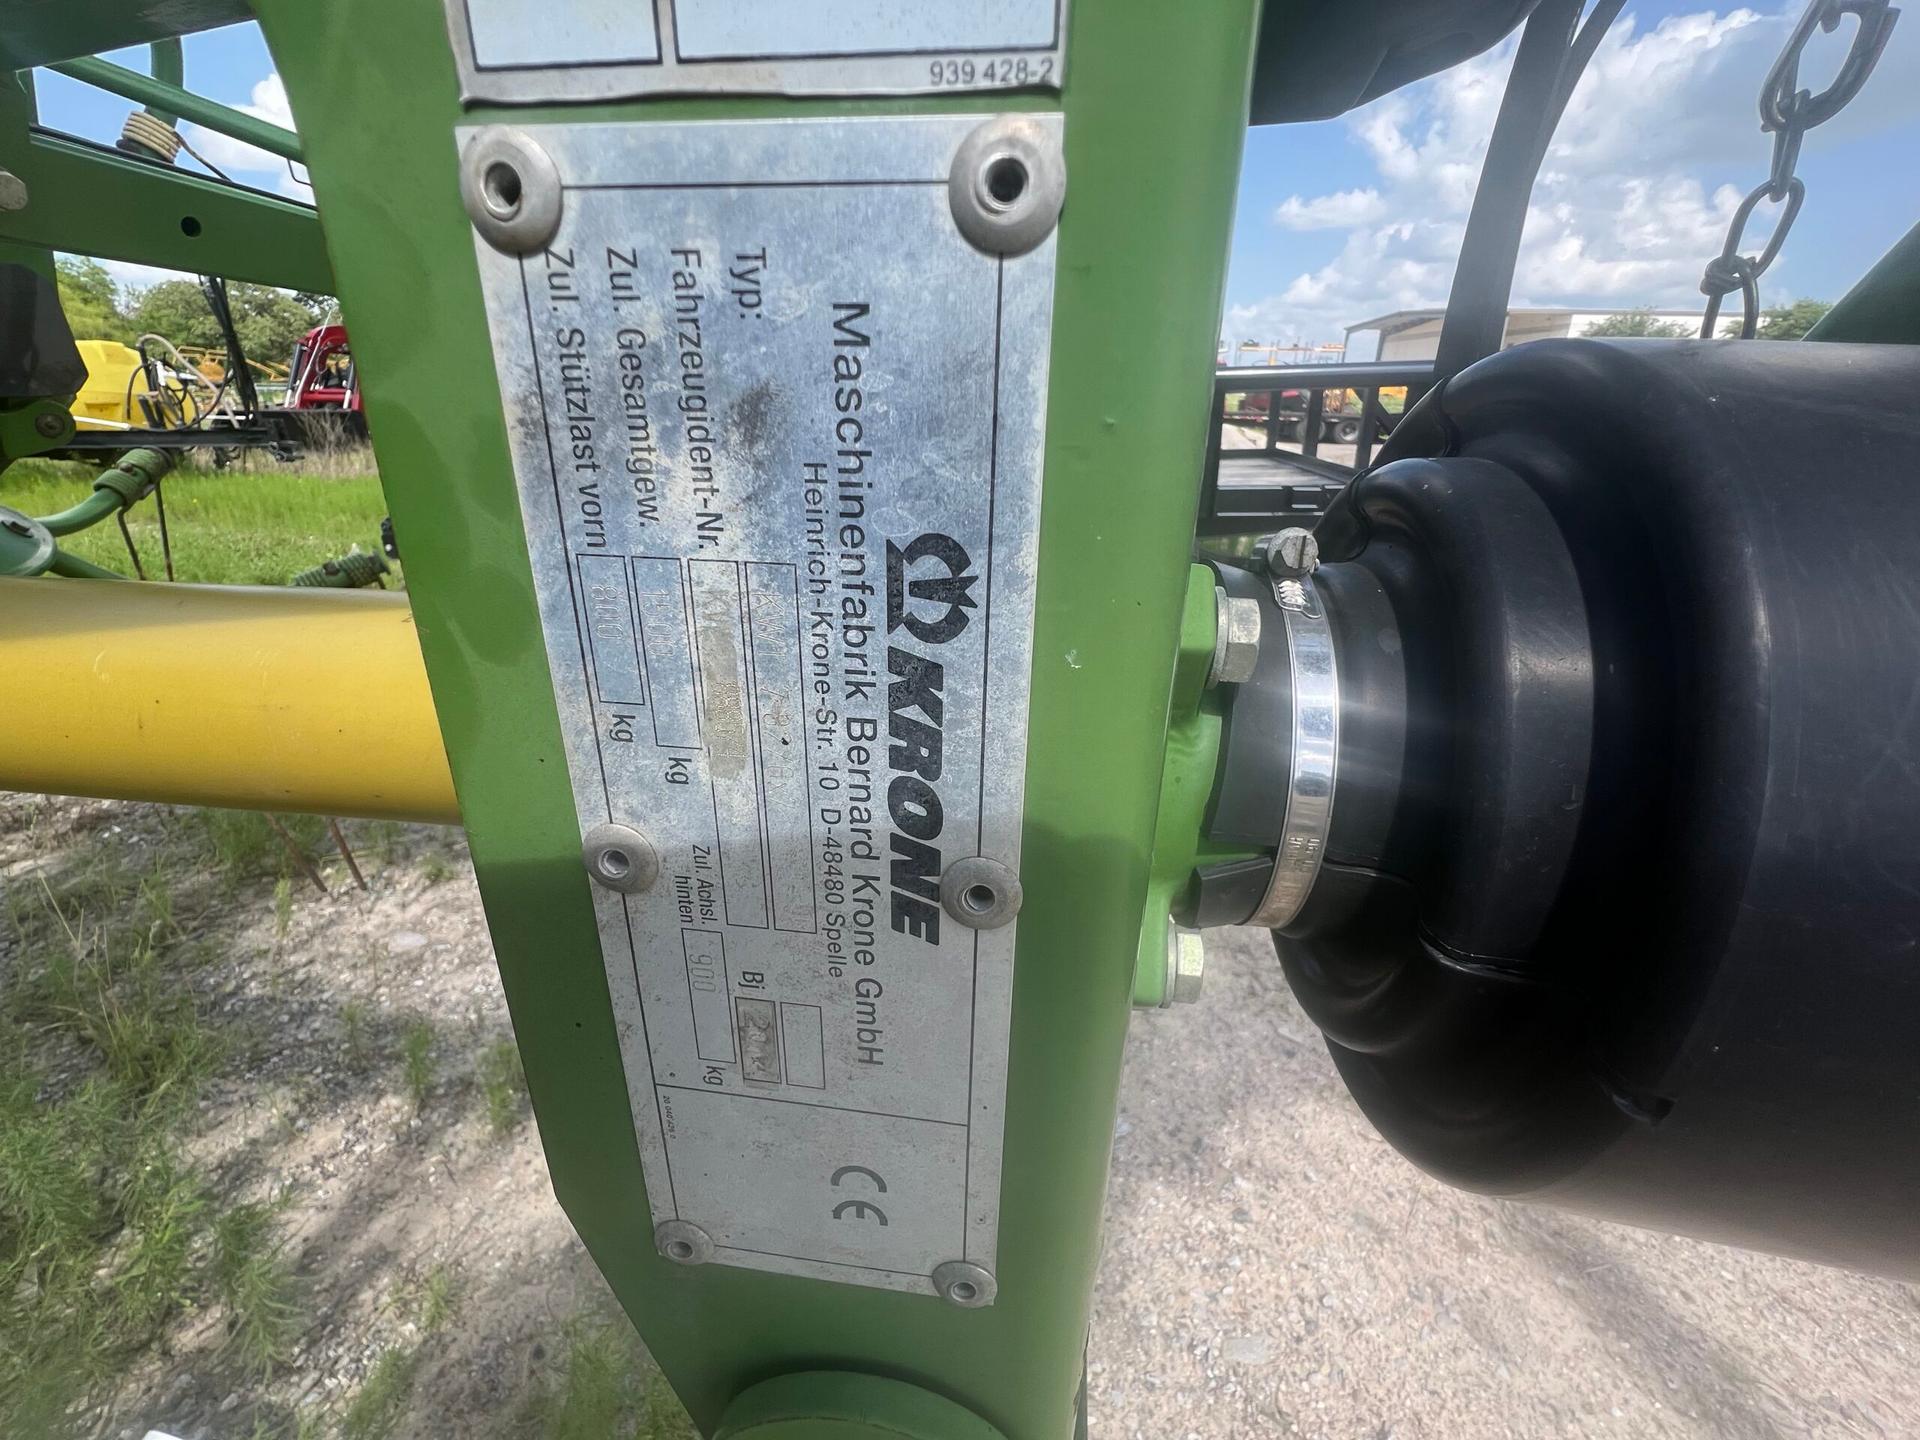 939 428-2
KRONE
Maschinenfabrik Bernard Krone GmbH
Heinrich-Krone-Str. 10 D-48480 Spelle
Typ: KW
Fahrzeugident-Nr. Bj
Zul. Gesamtgew. 1500 kg Zul. Achsl. hinten 900 kg
Zul. Stützlast vorn 800 kg
CE